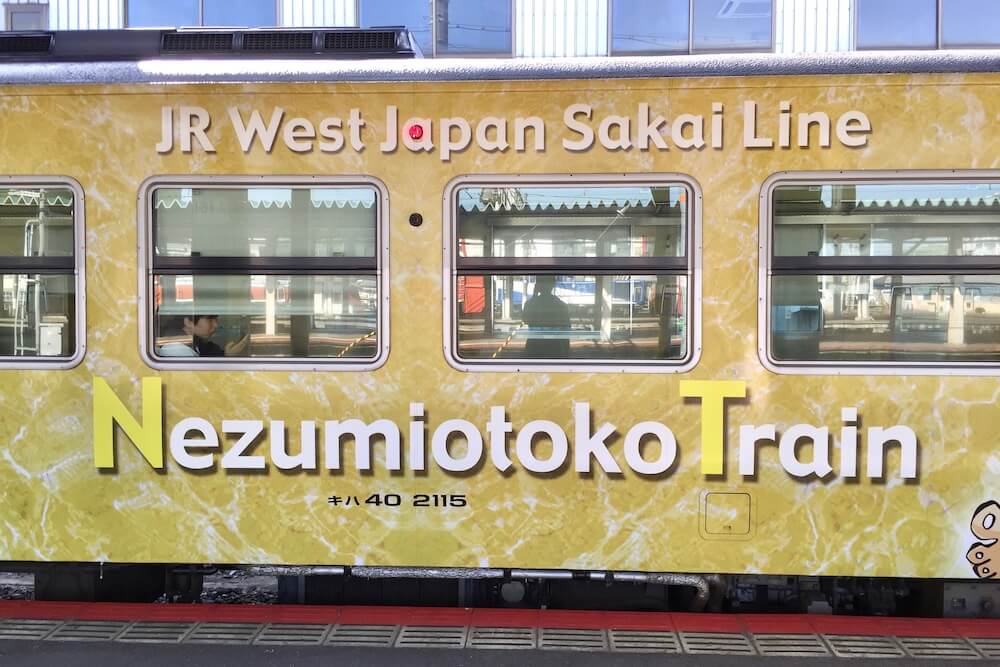 JR West Japan Sakai Line
Nezumiotoko Train
キハ40 2115